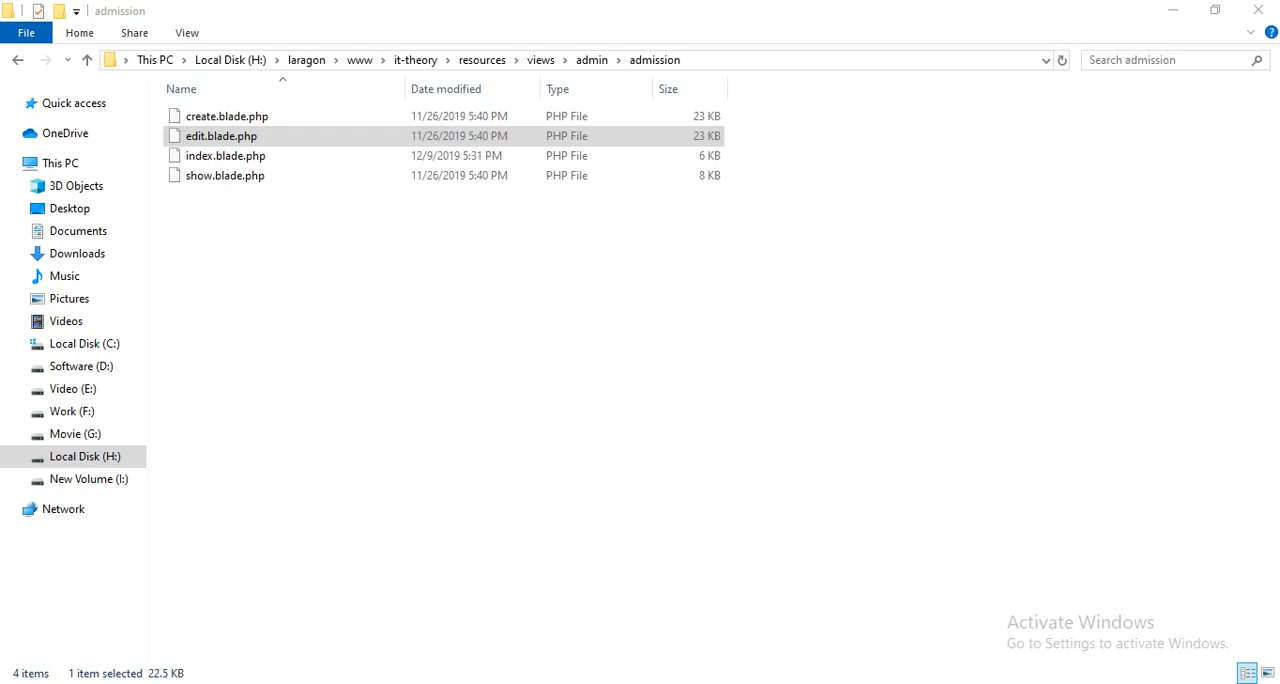 admission
File Home Share View
This PC Local Disk (H:) laragon www it-theory resources views admin admission
Search admission
Name Date modified Type Size
create.blade.php 11/26/2019 5:40 PM PHP File 23 KB
edit.blade.php 11/26/2019 5:40 PM PHP File 23 KB
index.blade.php 12/9/2019 5:31 PM PHP File 6 KB
show.blade.php 11/26/2019 5:40 PM PHP File 8 KB
Quick access
OneDrive
This PC
3D Objects
Desktop
Documents
Downloads
Music
Pictures
Videos
Local Disk (C:)
Software (D:)
Video (E:)
Work (F:)
Movie (G:)
Local Disk (H:)
New Volume (I:)
Network
Activate Windows
Go to Settings to activate Windows.
4 items 1 item selected 22.5 KB